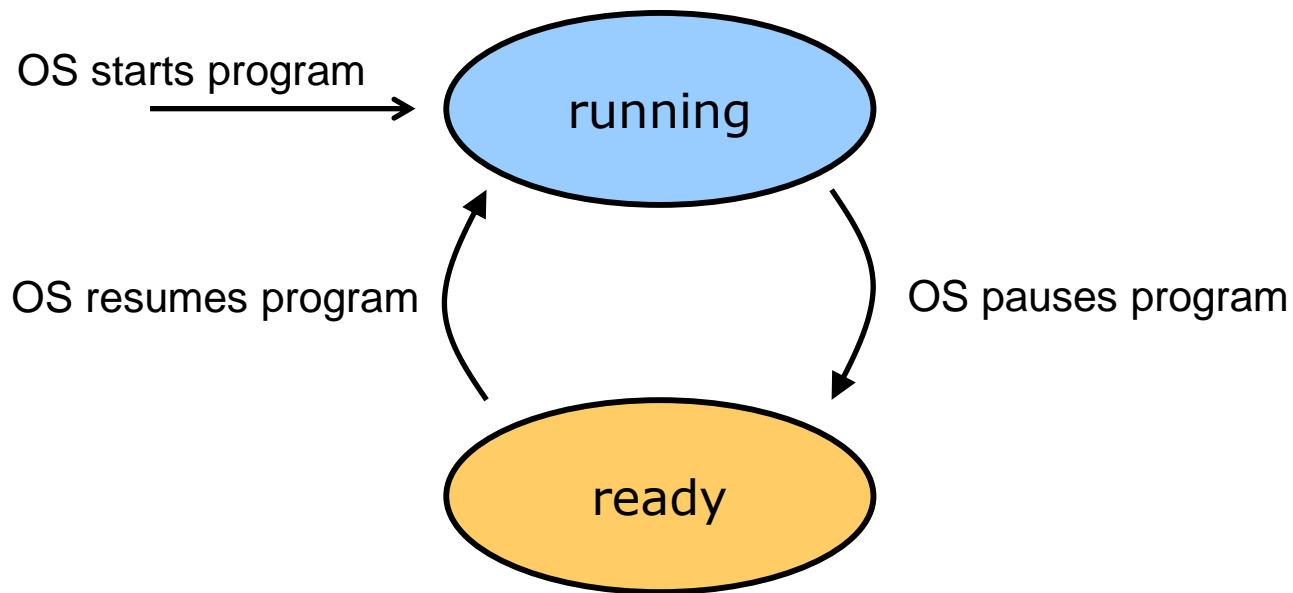 OS starts program
running
OS resumes program
OS pauses program
ready